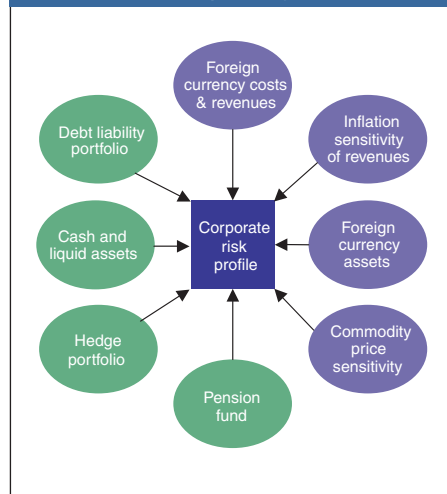 Foreign
currency costs
& revenues
Debt liability
portfolio
Inflation
sensitivity
of revenues
Cash and
liquid assets
Corporate
risk
profile
Foreign
currency
assets
Hedge
portfolio
Commodity
price
sensitivity
Pension
fund